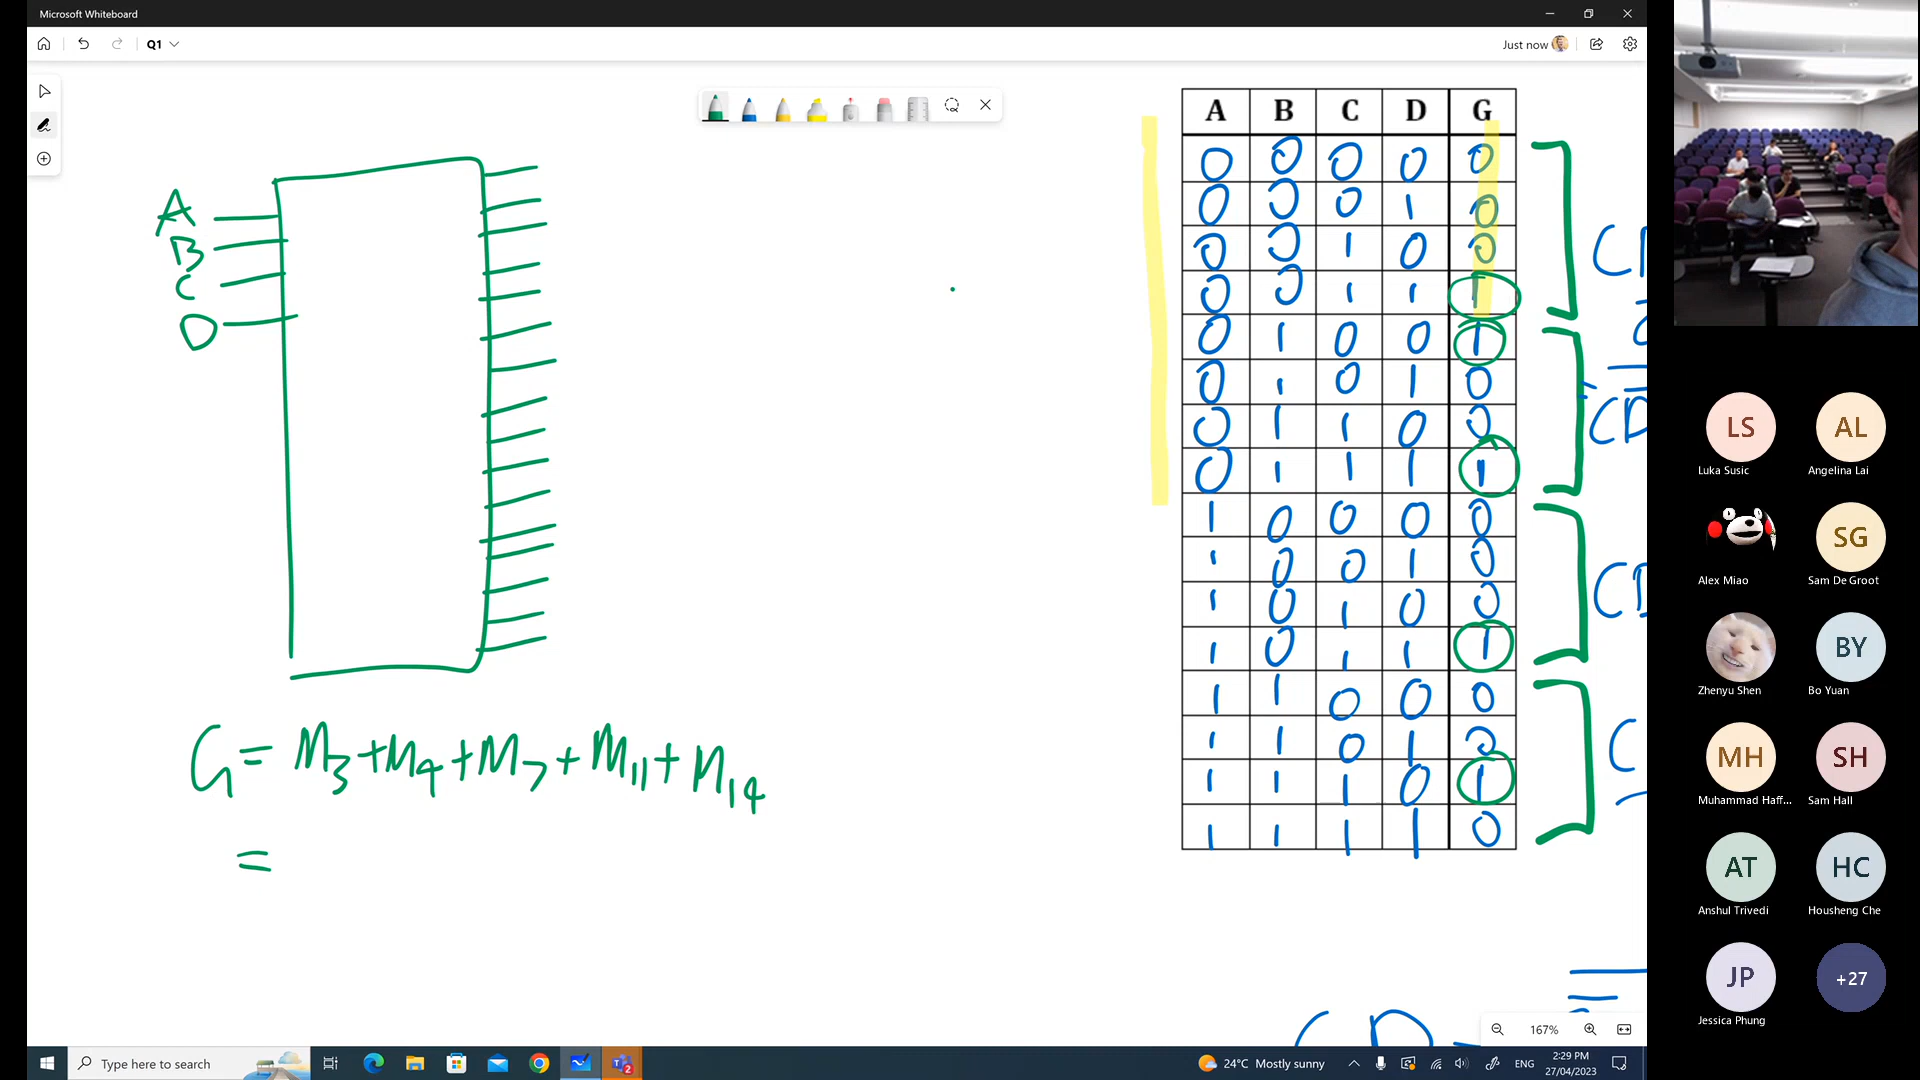 Microsoft Whiteboard
Q1
Just now
A
B
C
D
G = M3 + M4 + M7 + M11 + M14
=
A B C D G
0 0 0 0 0
0 0 0 1 0
0 0 1 0 0
0 0 1 1 1
0 1 0 0 1
0 1 0 1 0
0 1 1 0 0
0 1 1 1 1
1 0 0 0 0
1 0 0 1 0
1 0 1 0 0
1 0 1 1 1
1 1 0 0 0
1 1 0 1 0
1 1 1 0 1
1 1 1 1 0
CD
C
CD
167%
LS
Luka Susic
AL
Angelina Lai
Alex Miao
SG
Sam De Groot
Zhenyu Shen
BY
Bo Yuan
MH
Muhammad Haff...
SH
Sam Hall
AT
Anshul Trivedi
HC
Housheng Che
JP
Jessica Phung
+27
Type here to search
2
24°C Mostly sunny
ENG
2:29 PM
27/04/2023